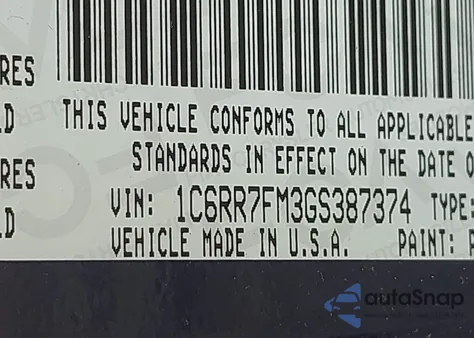 RES
THIS VEHICLE CONFORMS TO ALL APPLICABLE
LD
STANDARDS IN EFFECT ON THE DATE O
RES
VIN: 1C6RR7FM3GS387374 TYPE:
LD
VEHICLE MADE IN U.S.A. PAINT: P
autaSnap